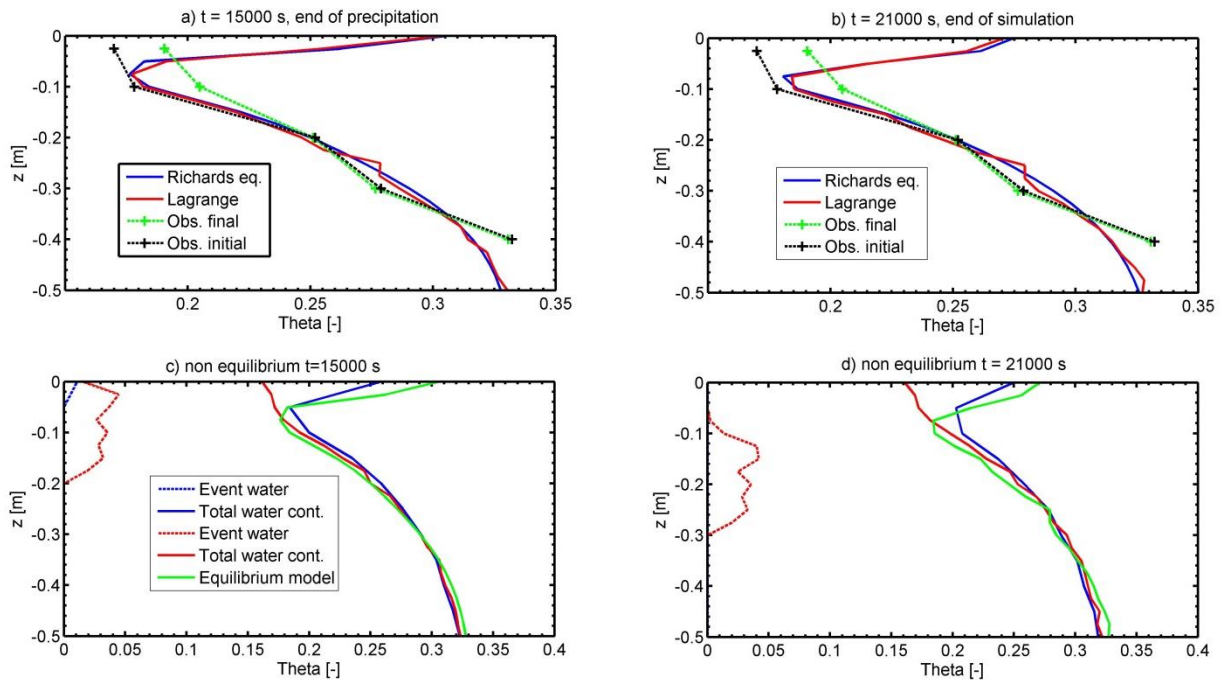 a) t = 15000 s, end of precipitation
0
-0.1
-0.2
-0.3
-0.4
-0.5
z [m]
Richards eq.
Lagrange
Obs. final
Obs. initial
0.2
0.25
0.3
0.35
Theta [-]
b) t = 21000 s, end of simulation
0
-0.1
-0.2
-0.3
-0.4
-0.5
z [m]
Richards eq.
Lagrange
Obs. final
Obs. initial
0.2
0.25
0.3
0.35
Theta [-]
c) non equilibrium t=15000 s
0
-0.1
-0.2
-0.3
-0.4
-0.5
z [m]
Event water
Total water cont.
Event water
Total water cont.
Equilibrium model
0
0.05
0.1
0.15
0.2
0.25
0.3
0.35
0.4
Theta [-]
d) non equilibrium t = 21000 s
0
-0.1
-0.2
-0.3
-0.4
-0.5
z [m]
0
0.05
0.1
0.15
0.2
0.25
0.3
0.35
0.4
Theta [-]